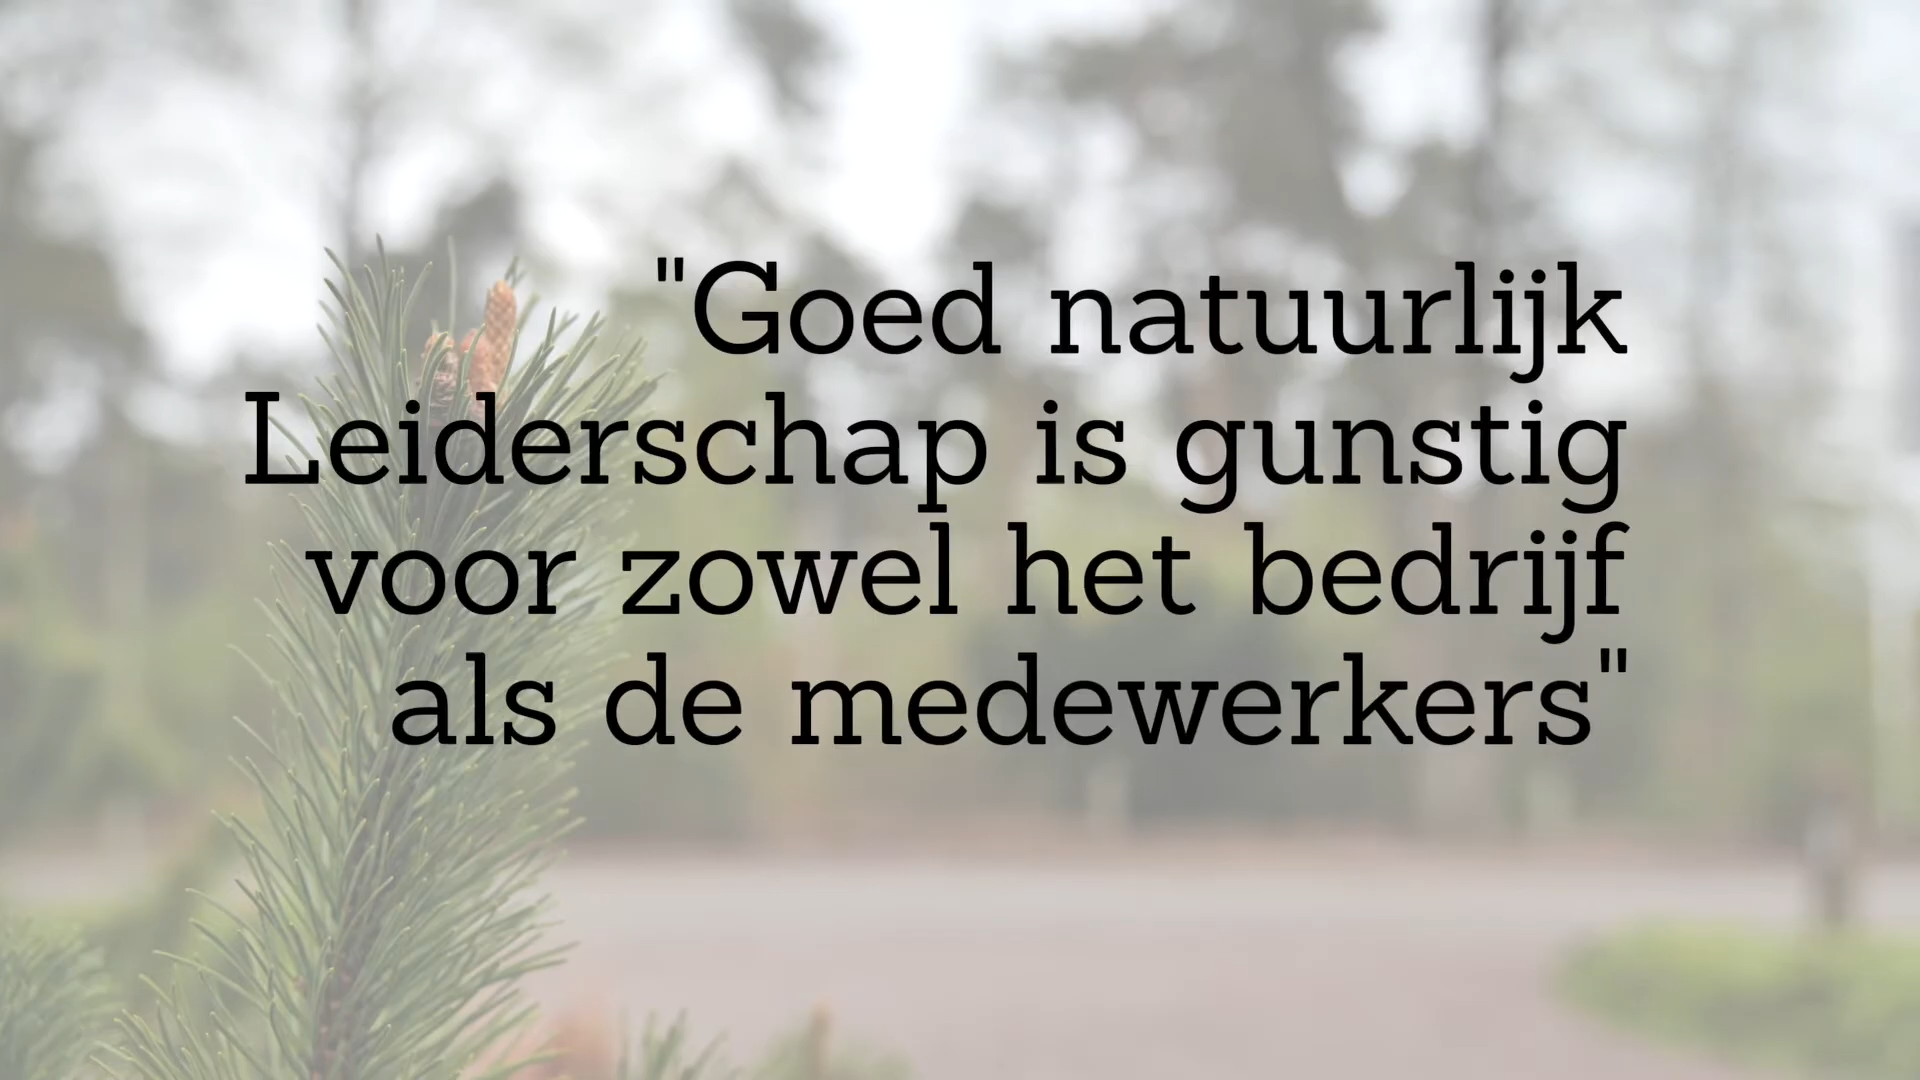 "Goed natuurlijk
Leiderschap is gunstig
voor zowel het bedrijf
als de medewerkers"